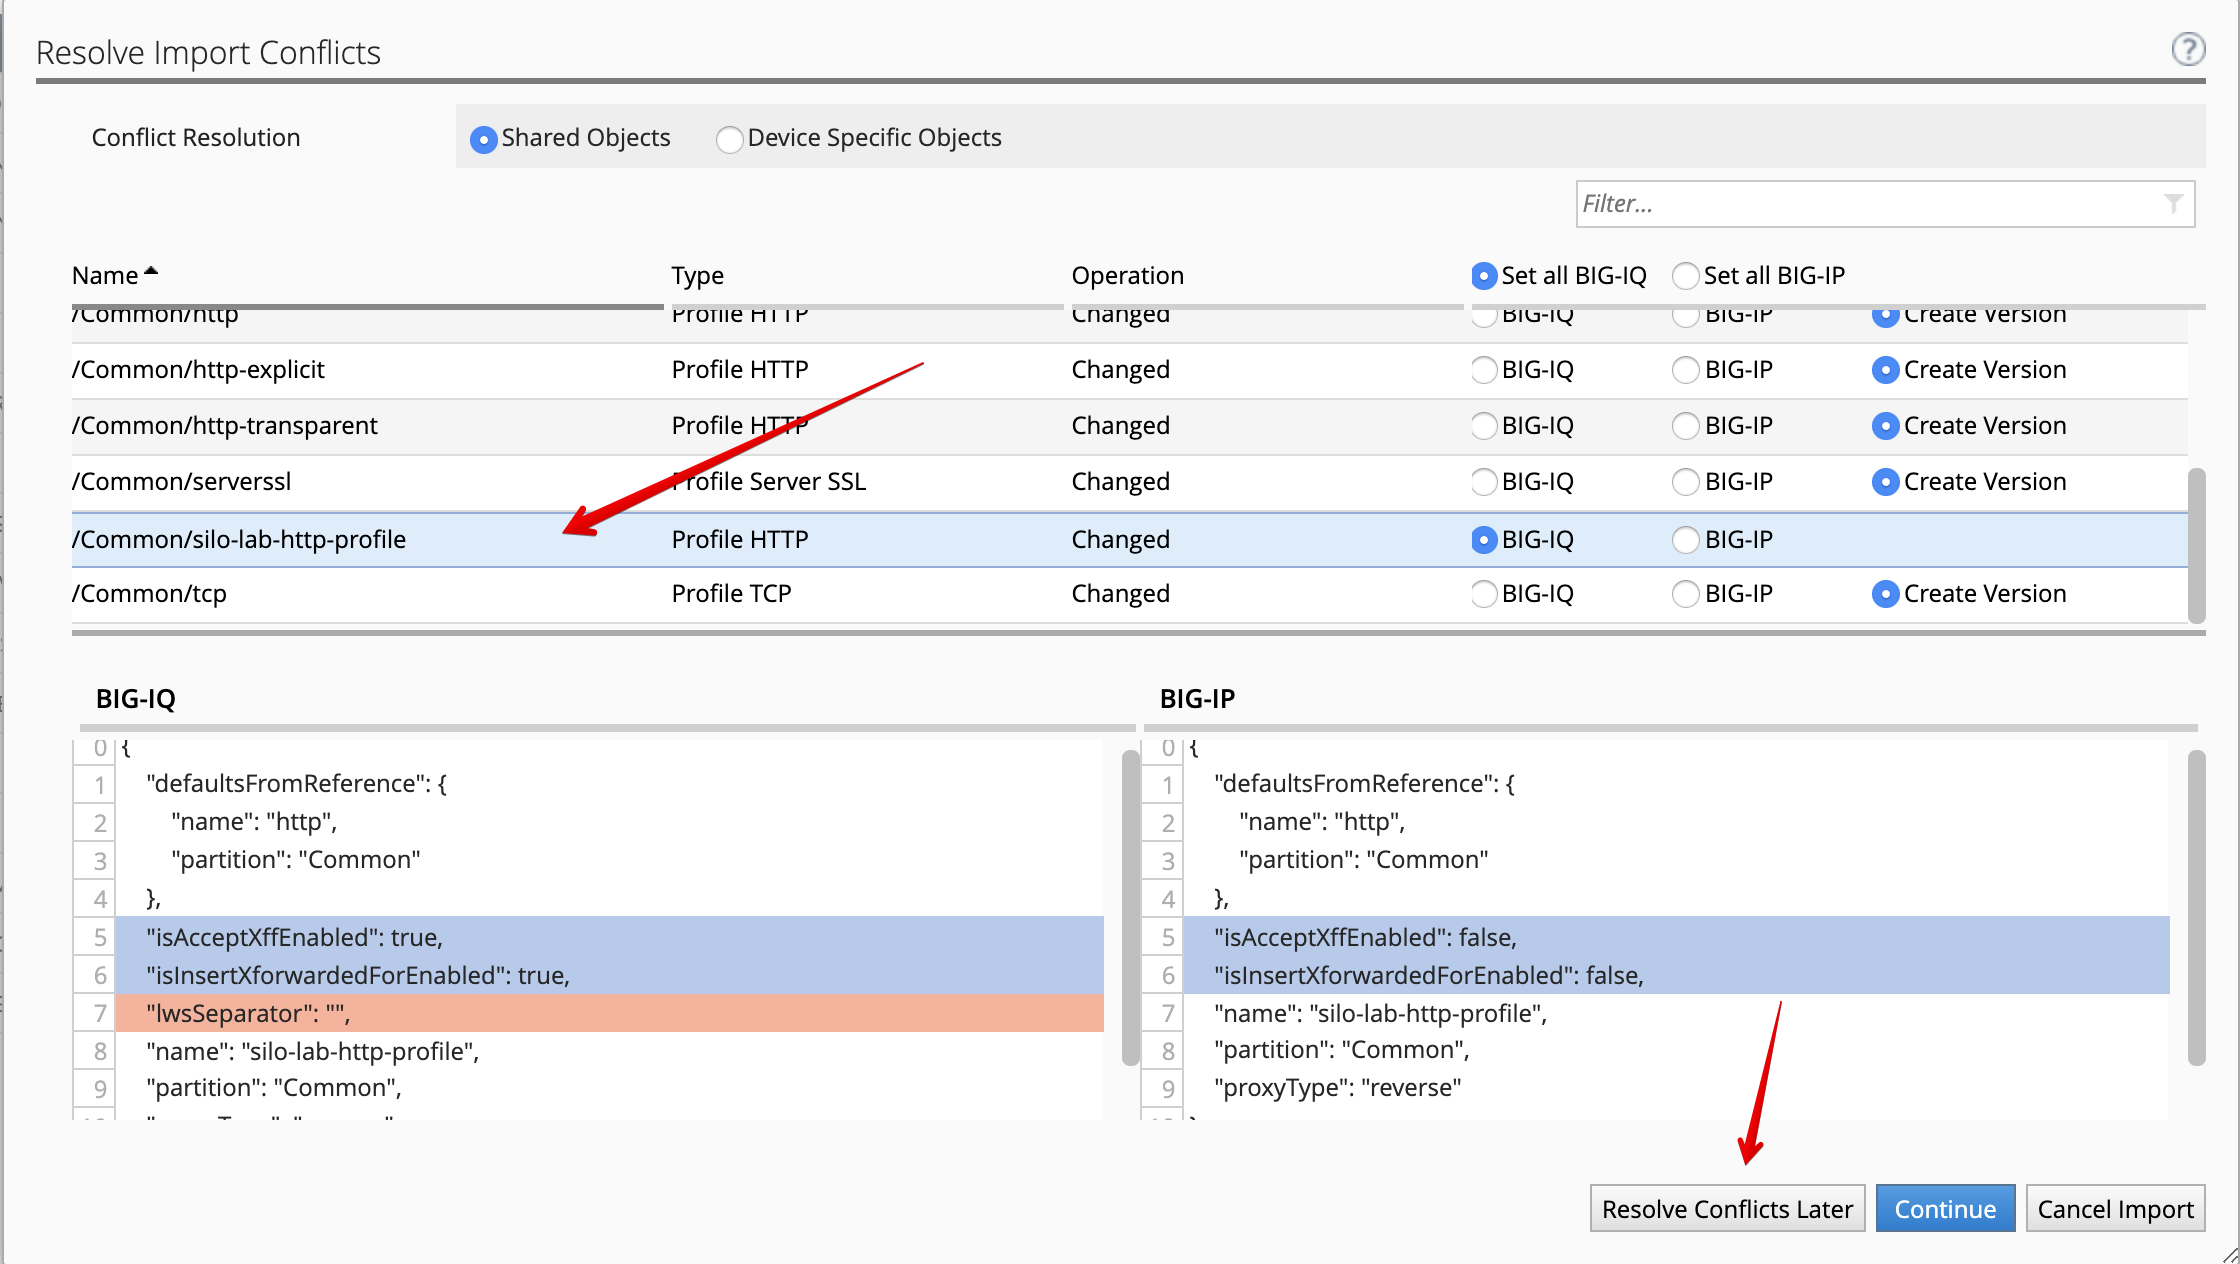 Resolve Import Conflicts
?
Conflict Resolution Shared Objects Device Specific Objects
Filter...
Name Type Operation Set all BIG-IQ Set all BIG-IP
/Common/http Profile HTTP Changed BIG-IQ BIG-IP Create Version
/Common/http-explicit Profile HTTP Changed BIG-IQ BIG-IP Create Version
/Common/http-transparent Profile HTTP Changed BIG-IQ BIG-IP Create Version
/Common/serverssl Profile Server SSL Changed BIG-IQ BIG-IP Create Version
/Common/silo-lab-http-profile Profile HTTP Changed BIG-IQ BIG-IP
/Common/tcp Profile TCP Changed BIG-IQ BIG-IP Create Version
BIG-IQ
0 {
1 "defaultsFromReference": {
2 "name": "http",
3 "partition": "Common"
4 },
5 "isAcceptXffEnabled": true,
6 "isInsertXforwardedForEnabled": true,
7 "lwsSeparator": "",
8 "name": "silo-lab-http-profile",
9 "partition": "Common",
BIG-IP
0 {
1 "defaultsFromReference": {
2 "name": "http",
3 "partition": "Common"
4 },
5 "isAcceptXffEnabled": false,
6 "isInsertXforwardedForEnabled": false,
7 "name": "silo-lab-http-profile",
8 "partition": "Common",
9 "proxyType": "reverse"
Resolve Conflicts Later Continue Cancel Import